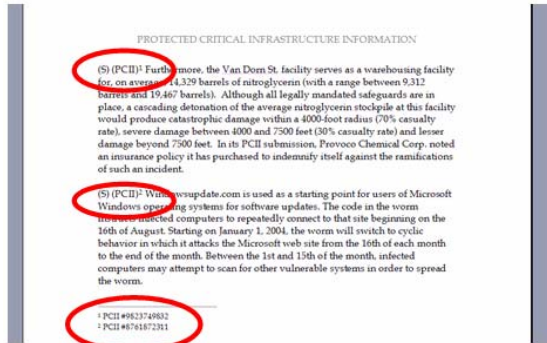 PROTECTED CRITICAL INFRASTRUCTURE INFORMATION
(S) (PCII)¹ Furthermore, the Van Dorn St. facility serves as a warehousing facility
for, on average, 14,329 barrels of nitroglycerin (with a range between 9,312
barrels and 19,467 barrels). Although all legally mandated safeguards are in
place, a cascading detonation of the average nitroglycerin stockpile at this facility
would produce catastrophic damage within a 4000-foot radius (70% casualty
rate), severe damage between 4000 and 7500 feet (30% casualty rate) and lesser
damage beyond 7500 feet. In its PCII submission, Provoco Chemical Corp. noted
an insurance policy it has purchased to indemnify itself against the ramifications
of such an incident.
(S) (PCII)² Windowsupdate.com is used as a starting point for users of Microsoft
Windows operating systems for software updates. The code in the worm
instructs infected computers to repeatedly connect to that site beginning on the
16th of August. Starting on January 1, 2004, the worm will switch to cyclic
behavior in which it attacks the Microsoft web site from the 16th of each month
to the end of the month. Between the 1st and 15th of the month, infected
computers may attempt to scan for other vulnerable systems in order to spread
the worm.
¹ PCII #9823749832
² PCII #8761872311